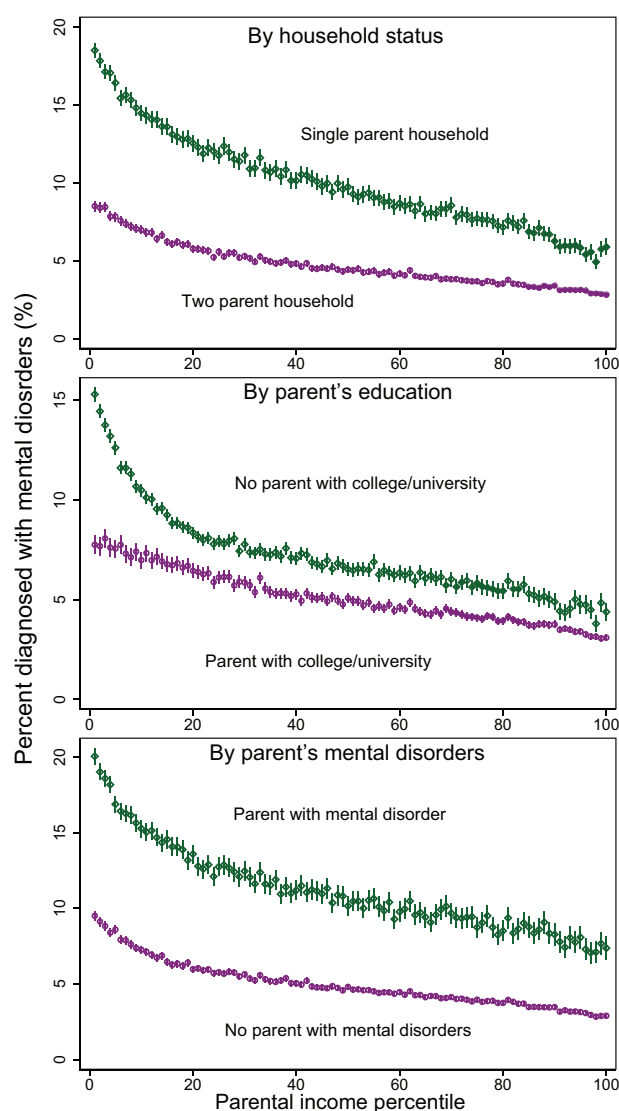 By household status
Single parent household
Two parent household
20
15
10
5
0
0 20 40 60 80 100
By parent's education
No parent with college/university
Parent with college/university
15
10
5
0
0 20 40 60 80 100
By parent's mental disorders
Parent with mental disorder
No parent with mental disorders
20
15
10
5
0
0 20 40 60 80 100
Percent diagnosed with mental diosrders (%)
Parental income percentile